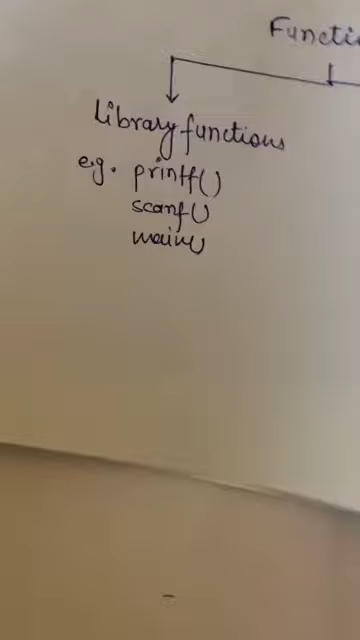 Functi
Library functions
e.g. printf()
scanf()
main()